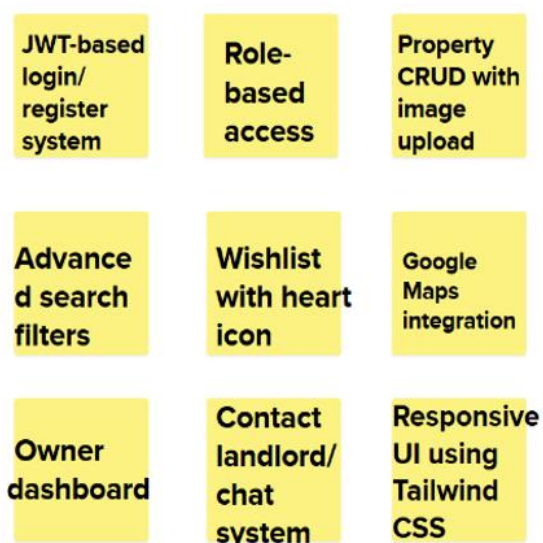 JWT-based
login/
register
system
Role-
based
access
Property
CRUD with
image
upload
Advance
d search
filters
Wishlist
with heart
icon
Google
Maps
integration
Owner
dashboard
Contact
landlord/
chat
system
Responsive
UI using
Tailwind
CSS